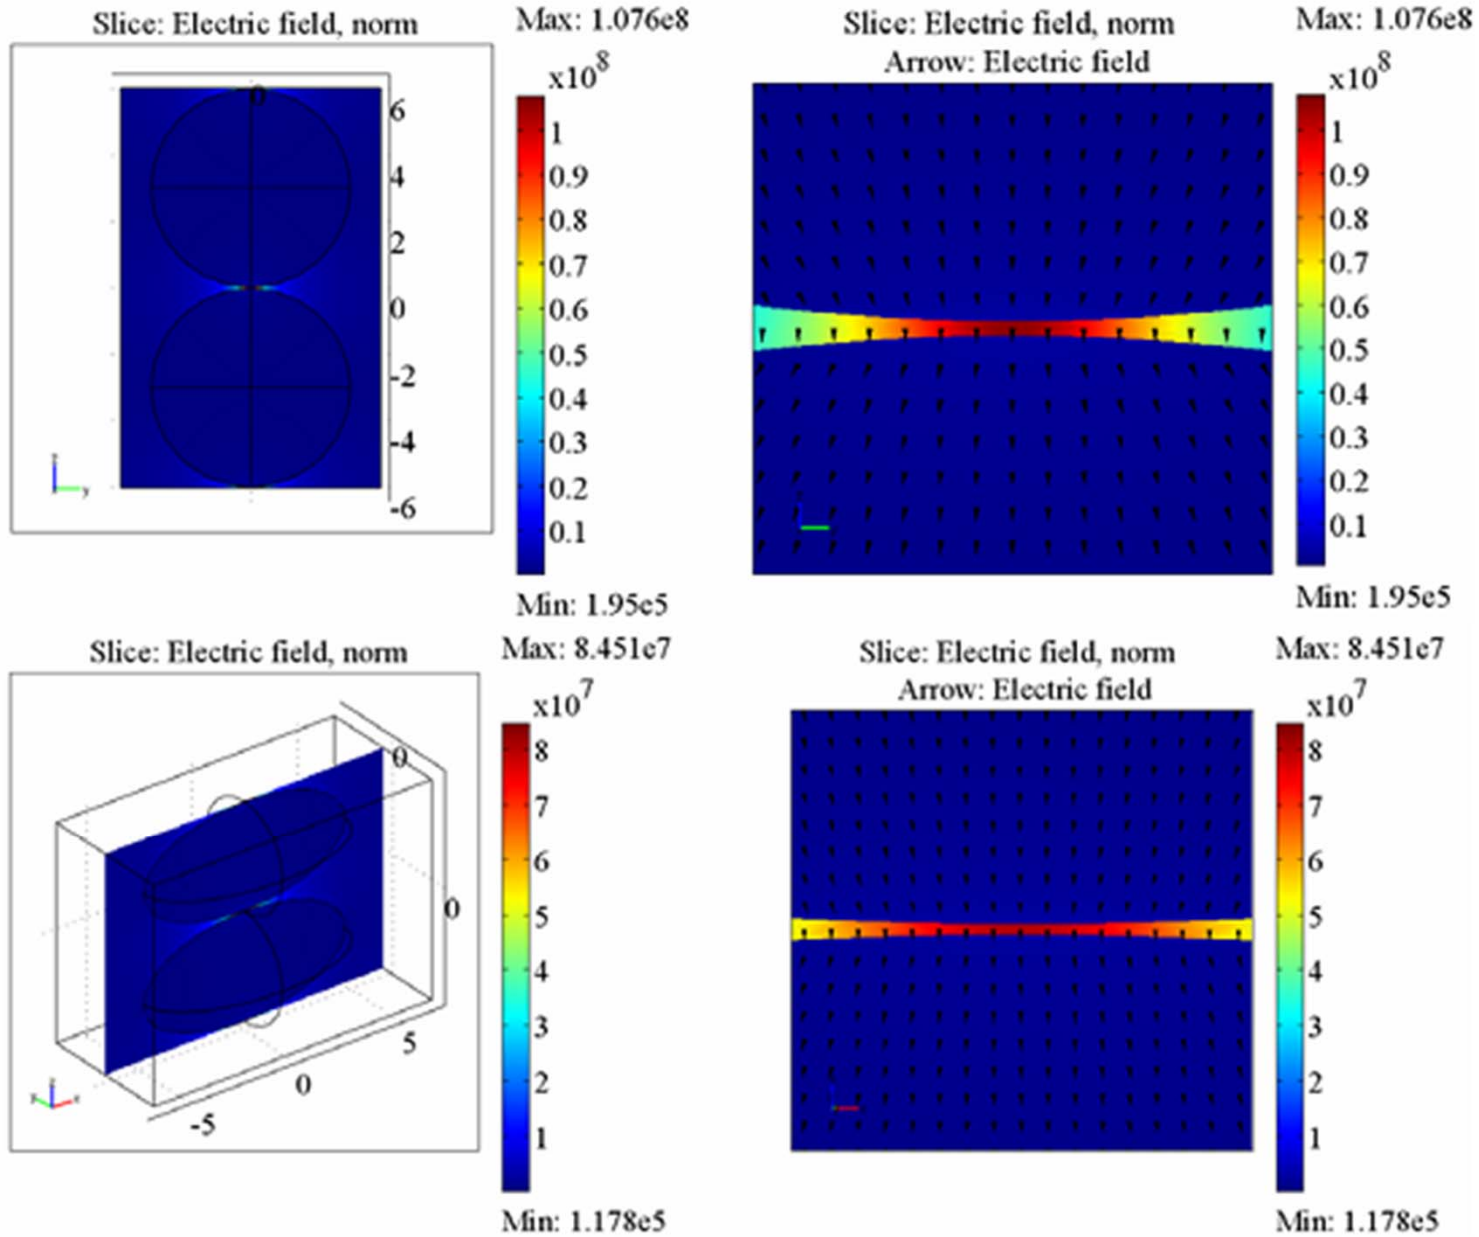 Slice: Electric field, norm
Max: 1.076e8
x10^8
0
6
4
2
0
-2
-4
-6
z
y
1
0.9
0.8
0.7
0.6
0.5
0.4
0.3
0.2
0.1
Min: 1.95e5
Slice: Electric field, norm
Arrow: Electric field
Max: 1.076e8
x10^8
1
0.9
0.8
0.7
0.6
0.5
0.4
0.3
0.2
0.1
Min: 1.95e5
Slice: Electric field, norm
Max: 8.451e7
x10^7
0
0
5
0
-5
z
y
x
8
7
6
5
4
3
2
1
Min: 1.178e5
Slice: Electric field, norm
Arrow: Electric field
Max: 8.451e7
x10^7
8
7
6
5
4
3
2
1
Min: 1.178e5